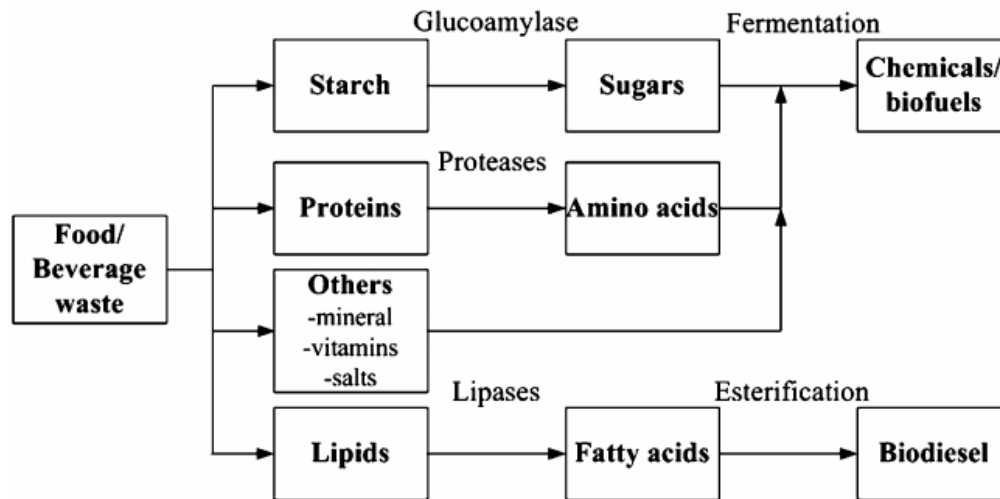 Glucoamylase
Fermentation
Starch
Sugars
Chemicals/
biofuels
Proteases
Proteins
Amino acids
Food/
Beverage
waste
Others
-mineral
-vitamins
-salts
Lipases
Esterification
Lipids
Fatty acids
Biodiesel